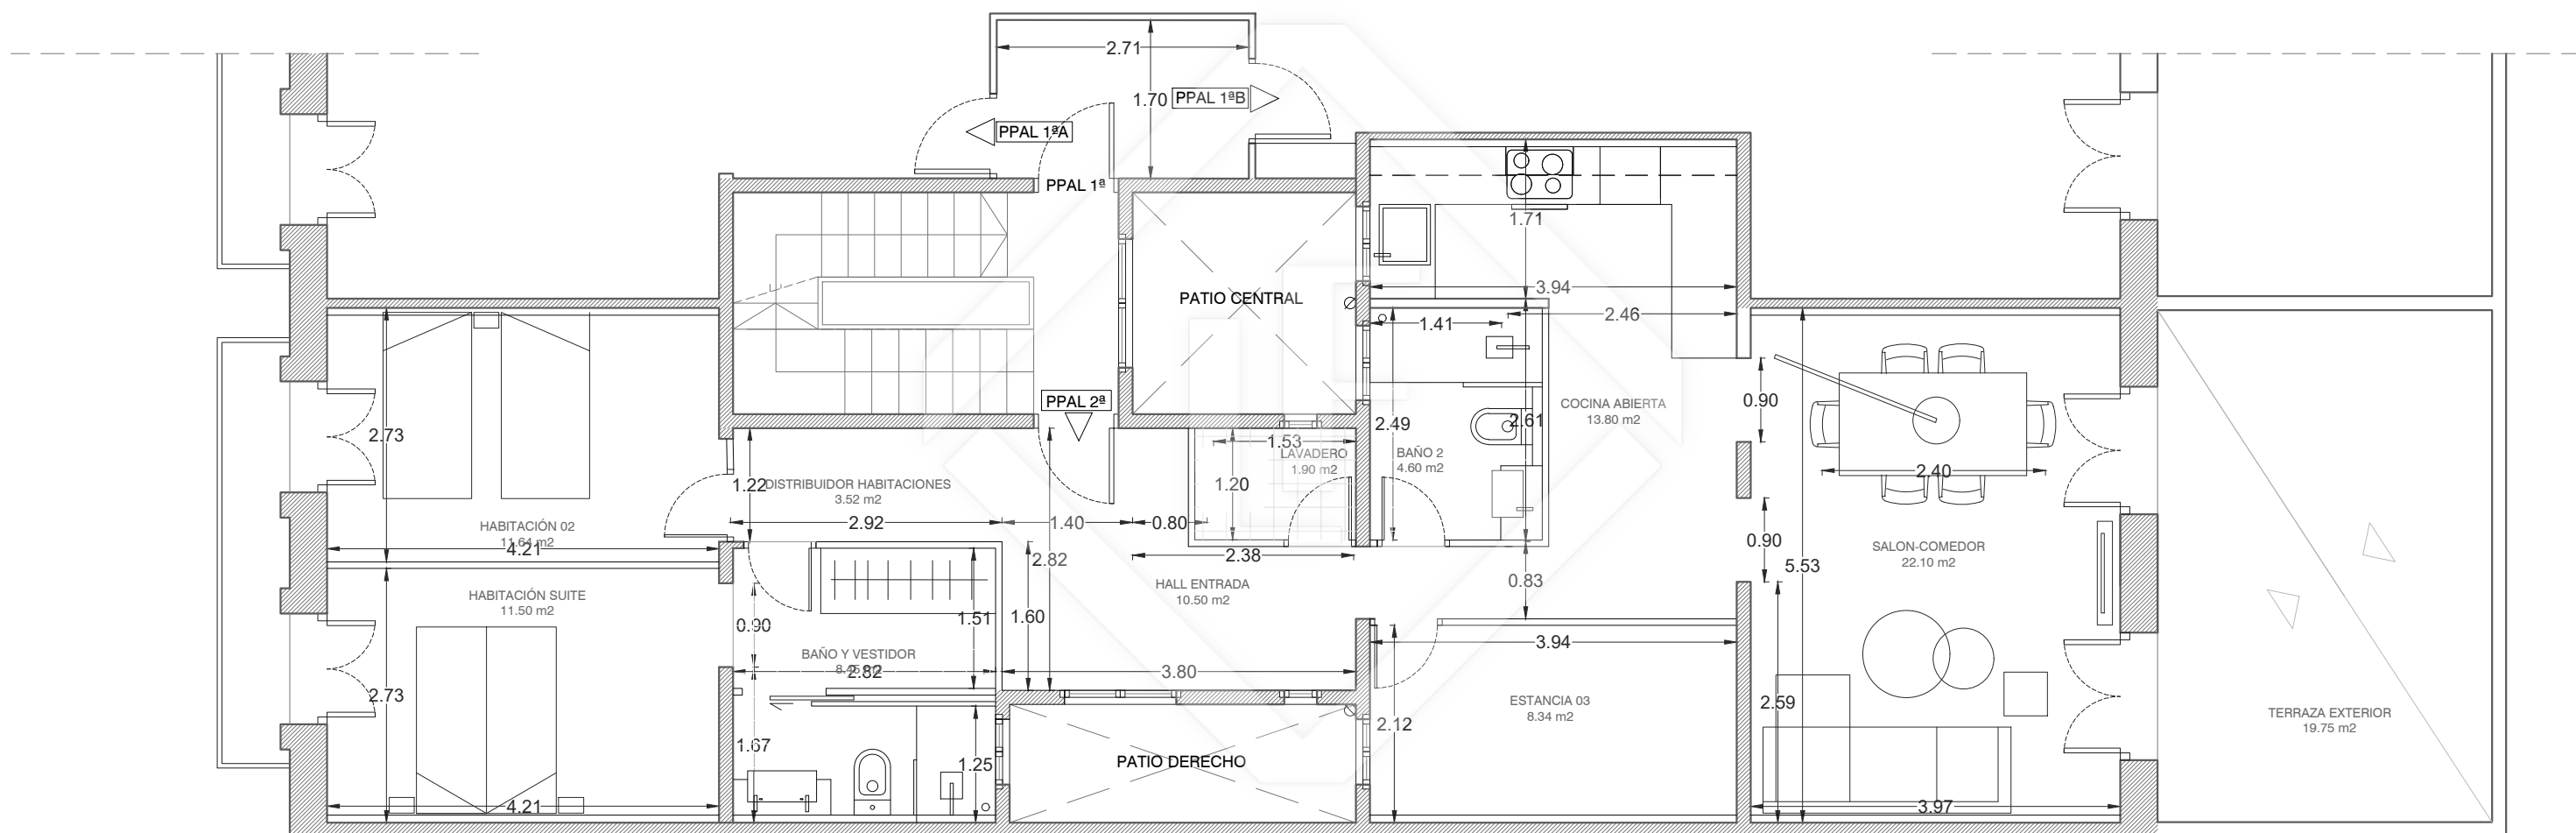 2.71
1.70
PPAL 1ªB
PPAL 1ªA
PPAL 1ª
1.71
PATIO CENTRAL
3.94
1.41
2.46
PPAL 2ª
0.90
COCINA ABIERTA
13.80 m2
2.73
2.49
2.61
1.53
LAVADERO
1.90 m2
BAÑO 2
4.60 m2
2.40
1.22
DISTRIBUIDOR HABITACIONES
3.52 m2
1.20
2.92
1.40
0.80
HABITACIÓN 02
11.64 m2
4.21
2.82
2.38
0.90
SALON-COMEDOR
22.10 m2
5.53
HABITACIÓN SUITE
11.50 m2
HALL ENTRADA
10.50 m2
0.83
0.90
1.51
1.60
BAÑO Y VESTIDOR
2.82
3.80
3.94
2.73
ESTANCIA 03
8.34 m2
2.59
2.12
TERRAZA EXTERIOR
19.75 m2
1.67
1.25
PATIO DERECHO
4.21
3.97